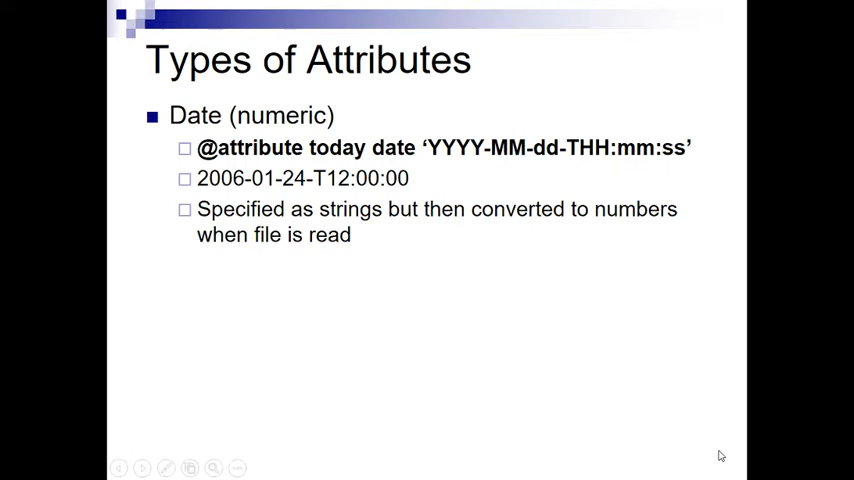 Types of Attributes
Date (numeric)
@attribute today date ‘YYYY-MM-dd-THH:mm:ss’
2006-01-24-T12:00:00
Specified as strings but then converted to numbers
when file is read